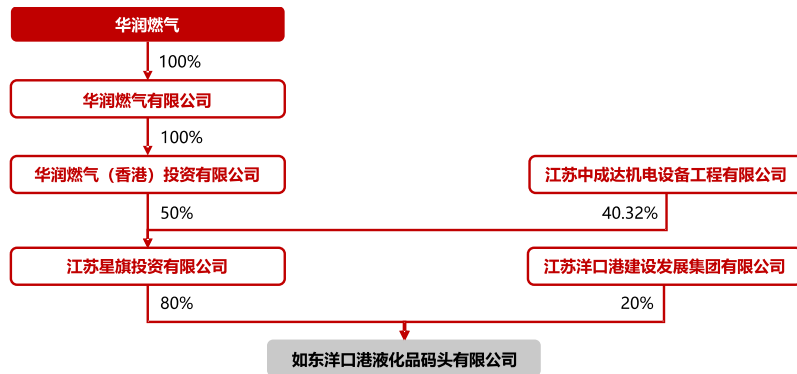 华润燃气
100%
华润燃气有限公司
100%
华润燃气（香港）投资有限公司
江苏中成达机电设备工程有限公司
50%
40.32%
江苏星旗投资有限公司
江苏洋口港建设发展集团有限公司
80%
20%
如东洋口港液化品码头有限公司